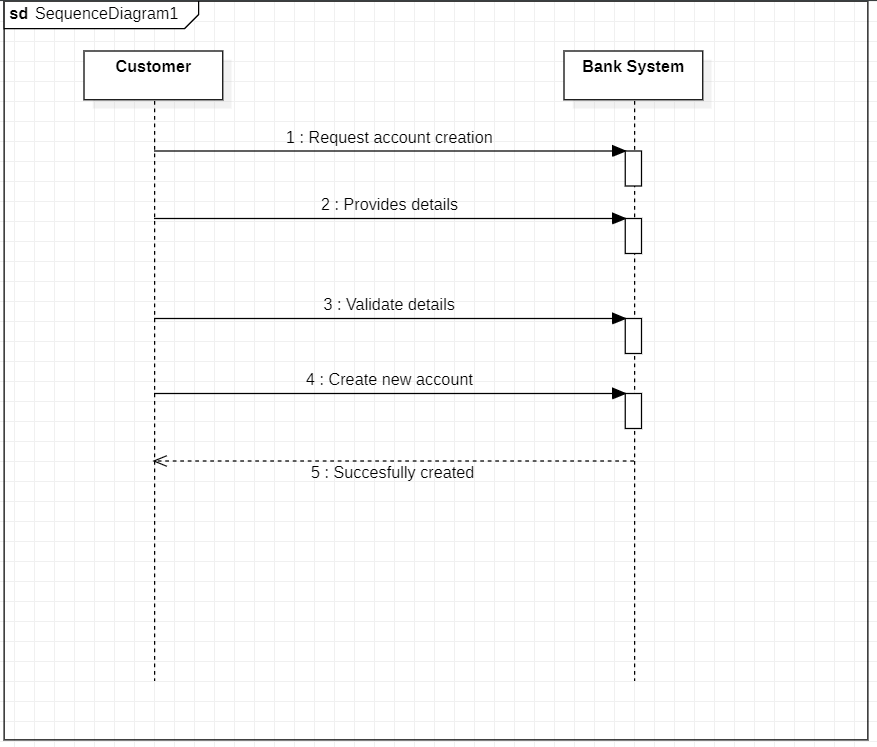 sd SequenceDiagram1
Customer
Bank System
1 : Request account creation
2 : Provides details
3 : Validate details
4 : Create new account
5 : Succesfully created